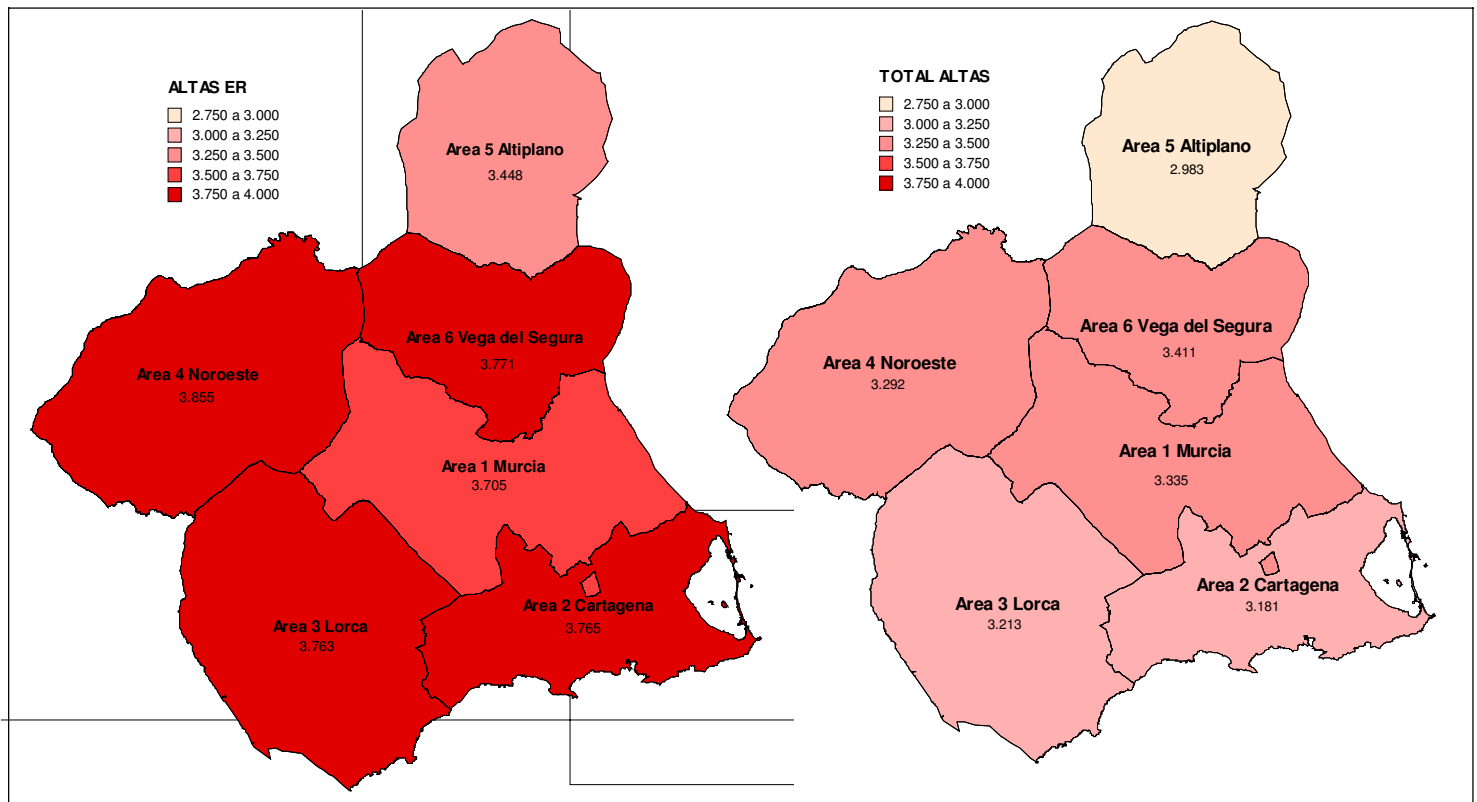 ALTAS ER
2.750 a 3.000
3.000 a 3.250
3.250 a 3.500
3.500 a 3.750
3.750 a 4.000
Area 5 Altiplano
3.448
Area 6 Vega del Segura
3.771
Area 4 Noroeste
3.855
Area 1 Murcia
3.705
Area 2 Cartagena
3.765
Area 3 Lorca
3.763
TOTAL ALTAS
2.750 a 3.000
3.000 a 3.250
3.250 a 3.500
3.500 a 3.750
3.750 a 4.000
Area 5 Altiplano
2.983
Area 6 Vega del Segura
3.411
Area 4 Noroeste
3.292
Area 1 Murcia
3.335
Area 2 Cartagena
3.181
Area 3 Lorca
3.213